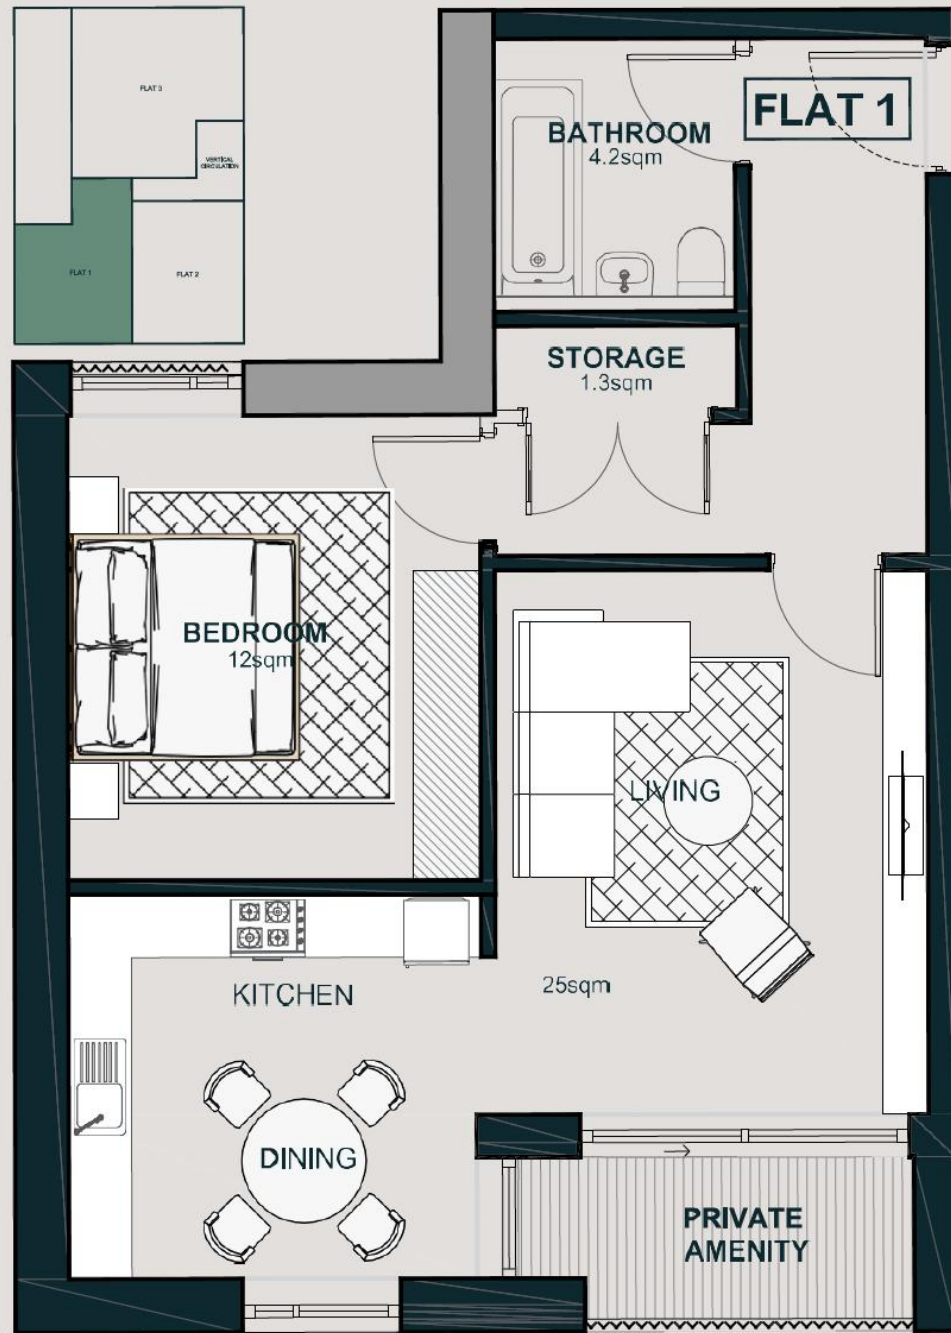 FLAT 3
VERTICAL
CIRCULATION
FLAT 1
FLAT 2
FLAT 1
BATHROOM
4.2sqm
STORAGE
1.3sqm
BEDROOM
12sqm
LIVING
25sqm
KITCHEN
DINING
PRIVATE
AMENITY